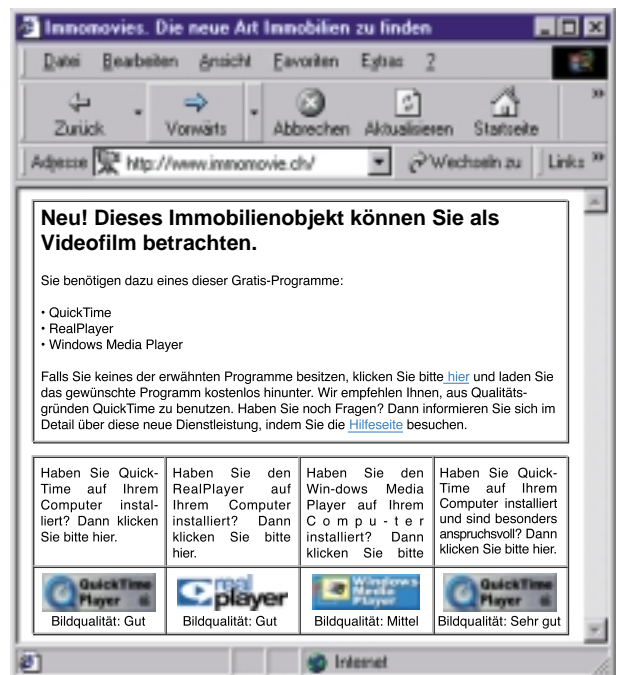 Immomovies. Die neue Art Immobilien zu finden
Datei Bearbeiten Ansicht Favoriten Extras ?
Zurück Vorwärts Abbrechen Aktualisieren Startseite
Adresse http://www.immomovie.ch/ Wechseln zu Links
Neu! Dieses Immobilienobjekt können Sie als
Videofilm betrachten.
Sie benötigen dazu eines dieser Gratis-Programme:
• QuickTime
• RealPlayer
• Windows Media Player
Falls Sie keines der erwähnten Programme besitzen, klicken Sie bitte hier und laden Sie
das gewünschte Programm kostenlos hinunter. Wir empfehlen Ihnen, aus Qualitäts-
gründen QuickTime zu benutzen. Haben Sie noch Fragen? Dann informieren Sie sich im
Detail über diese neue Dienstleistung, indem Sie die Hilfeseite besuchen.
Haben Sie Quick-
Time auf Ihrem
Computer instal-
liert? Dann klicken
Sie bitte hier.
Haben Sie den
RealPlayer auf
Ihrem Computer
installiert? Dann
klicken Sie bitte
hier.
Haben Sie den
Win-dows Media
Player auf Ihrem
Compu-ter
installiert? Dann
klicken Sie bitte
Haben Sie Quick-
Time auf Ihrem
Computer installiert
und sind besonders
anspruchsvoll? Dann
klicken Sie bitte hier.
QuickTime
Player
Bildqualität: Gut
real
player
Bildqualität: Gut
Windows
Media
Player
Bildqualität: Mittel
QuickTime
Player
Bildqualität: Sehr gut
Internet